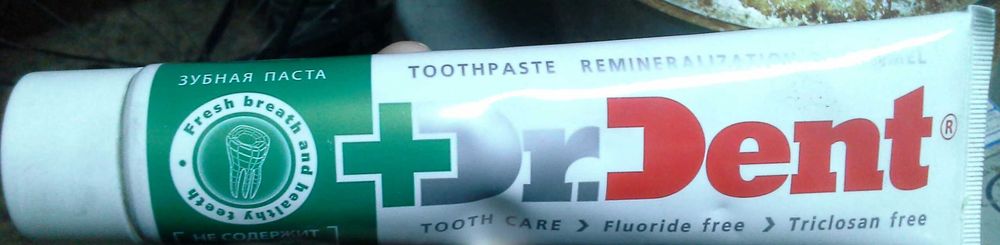 ЗУБНАЯ ПАСТА
Fresh breath and healthy teeth
НЕ СОДЕРЖИТ
TOOTHPASTE REMINERALIZATION
Dr.Dent®
TOOTH CARE > Fluoride free > Triclosan free